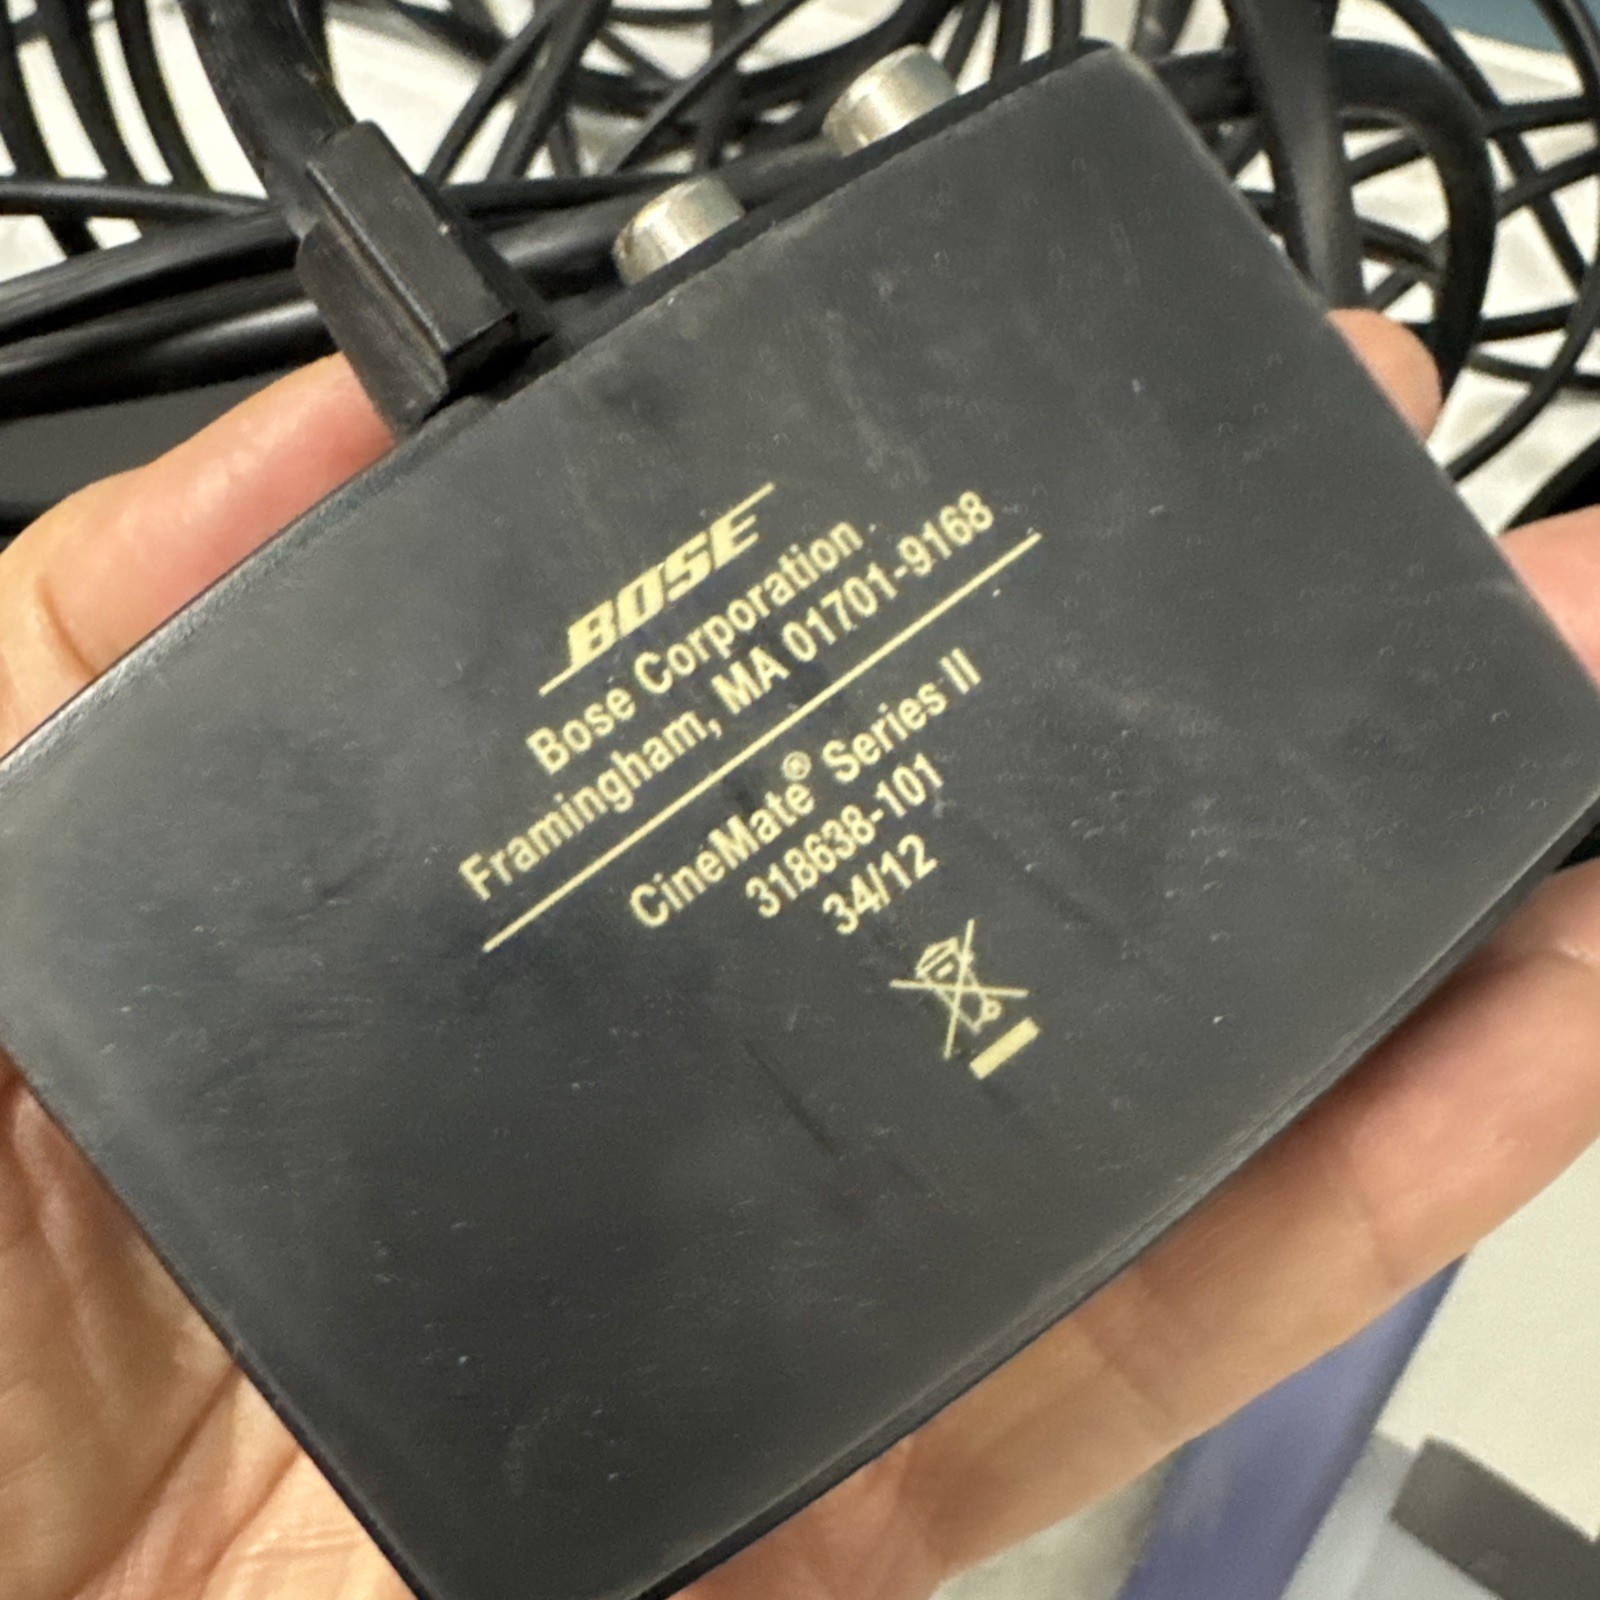 BOSE
Bose Corporation
Framingham, MA 01701-9168
CineMate® Series II
318638-101
34/12